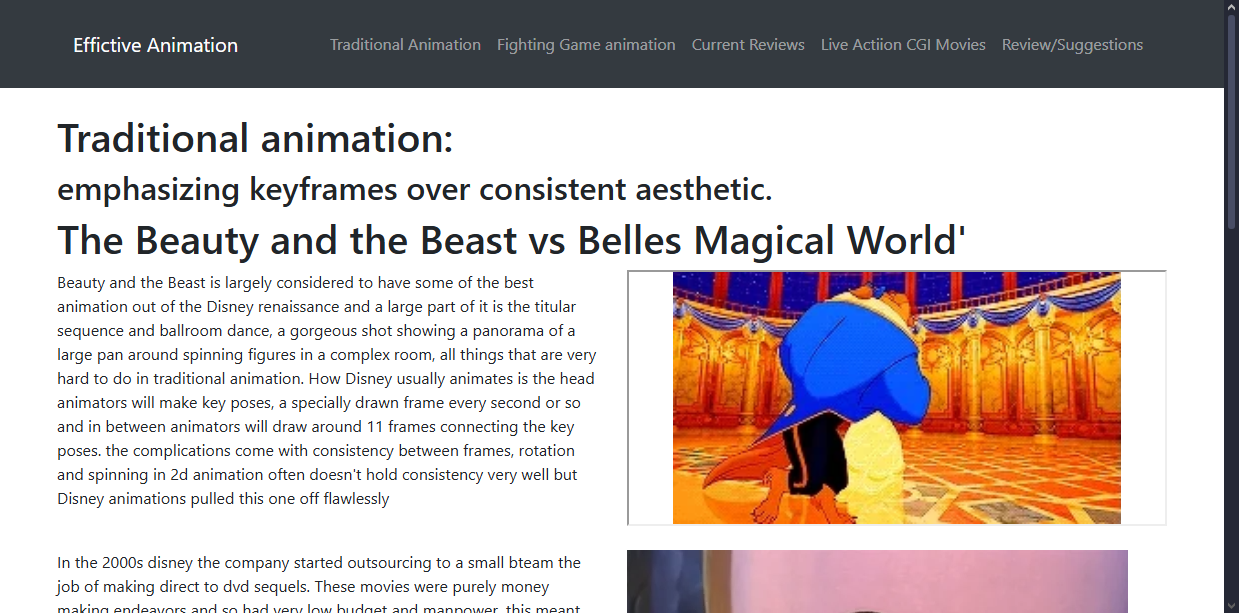 Effictive Animation
Traditional Animation
Fighting Game animation
Current Reviews
Live Actiion CGI Movies
Review/Suggestions
Traditional animation:
emphasizing keyframes over consistent aesthetic.
The Beauty and the Beast vs Belles Magical World'
Beauty and the Beast is largely considered to have some of the best
animation out of the Disney renaissance and a large part of it is the titular
sequence and ballroom dance, a gorgeous shot showing a panorama of a
large pan around spinning figures in a complex room, all things that are very
hard to do in traditional animation. How Disney usually animates is the head
animators will make key poses, a specially drawn frame every second or so
and in between animators will draw around 11 frames connecting the key
poses. the complications come with consistency between frames, rotation
and spinning in 2d animation often doesn't hold consistency very well but
Disney animations pulled this one off flawlessly
In the 2000s disney the company started outsourcing to a small bteam the
job of making direct to dvd sequels. These movies were purely money
making endeavors and so had very low budget and manpower, this meant